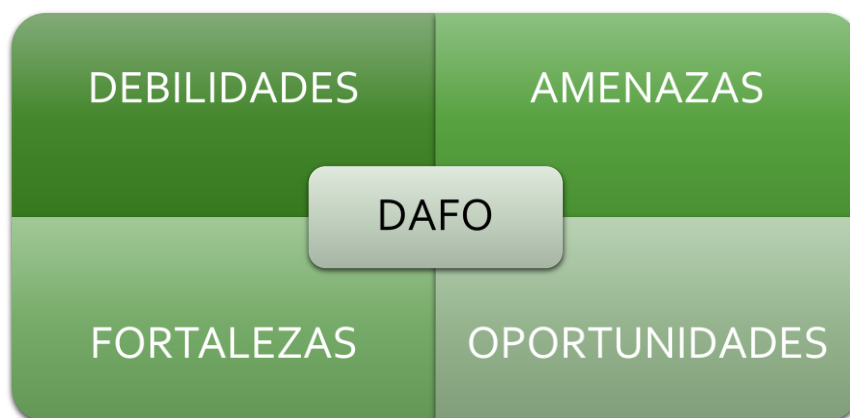 DEBILIDADES
AMENAZAS
DAFO
FORTALEZAS
OPORTUNIDADES